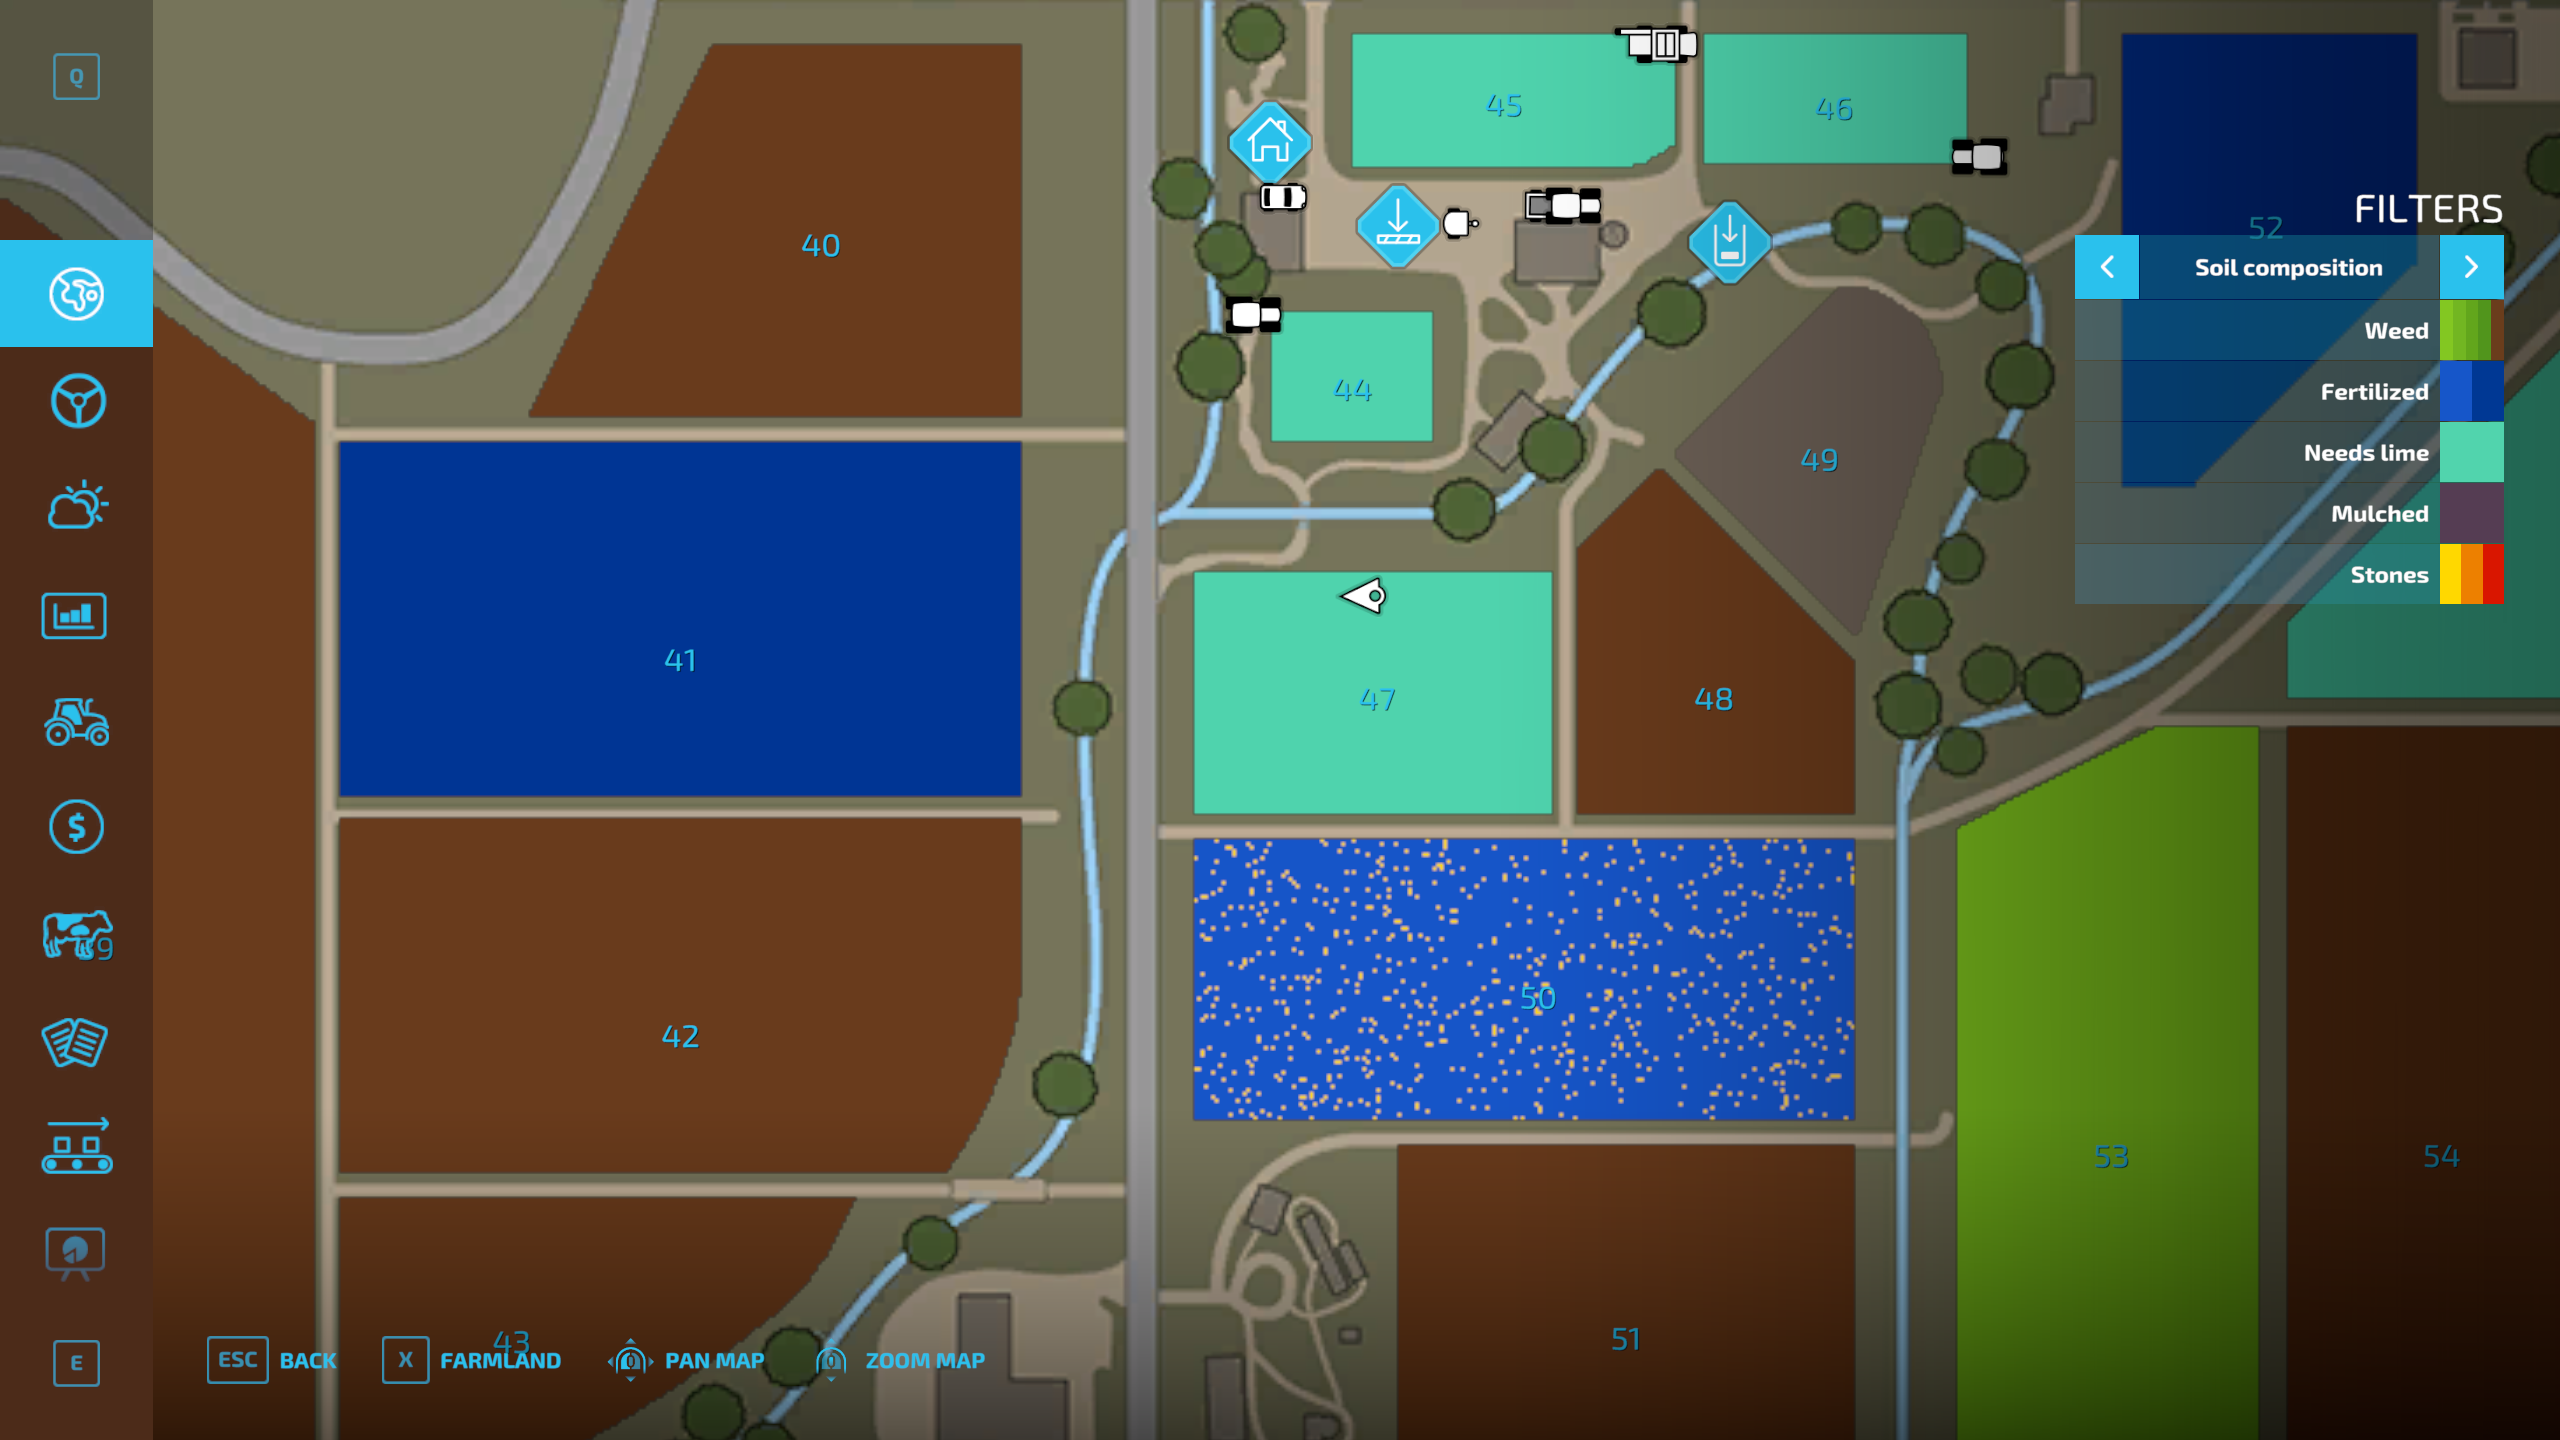 Q
45
46
40
FILTERS
52
Soil composition
Weed
44
Fertilized
49
Needs lime
Mulched
Stones
41
47
48
$
50
42
53
54
43
51
ESC BACK
X FARMLAND
PAN MAP
ZOOM MAP
E